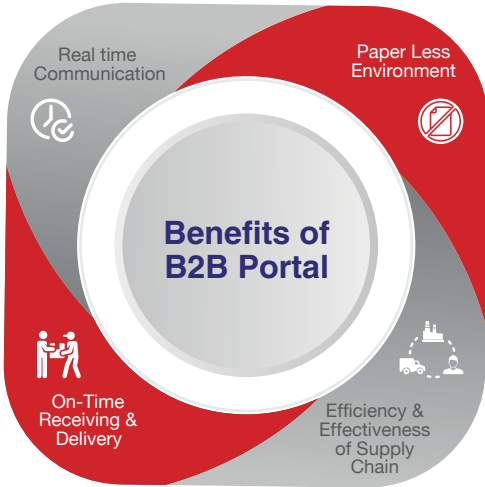 Real time
Communication
Paper Less
Environment
Benefits of
B2B Portal
On-Time
Receiving &
Delivery
Efficiency &
Effectiveness
of Supply
Chain